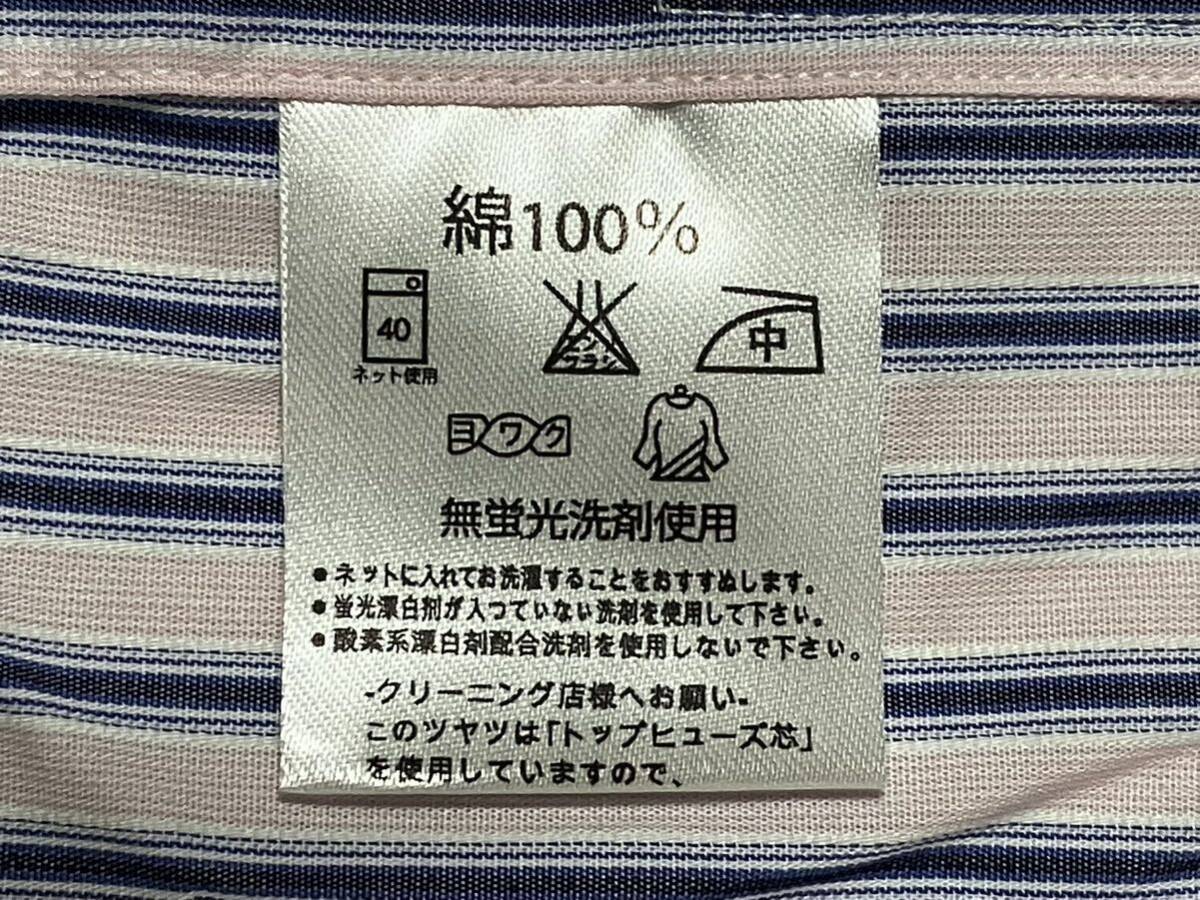 綿100%
40
ネット使用
エンソ
フラシ
中
ヨワク
無蛍光洗剤使用
●ネットに入れてお洗濯することをおすすぬします。
●蛍光漂白剤が入つていない洗剤を使用して下さい。
●酸素系漂白剤配合洗剤を使用しないで下さい。
-クリーニング店様へお願い-
このツヤツは「トップヒューズ芯」
を使用していますので、